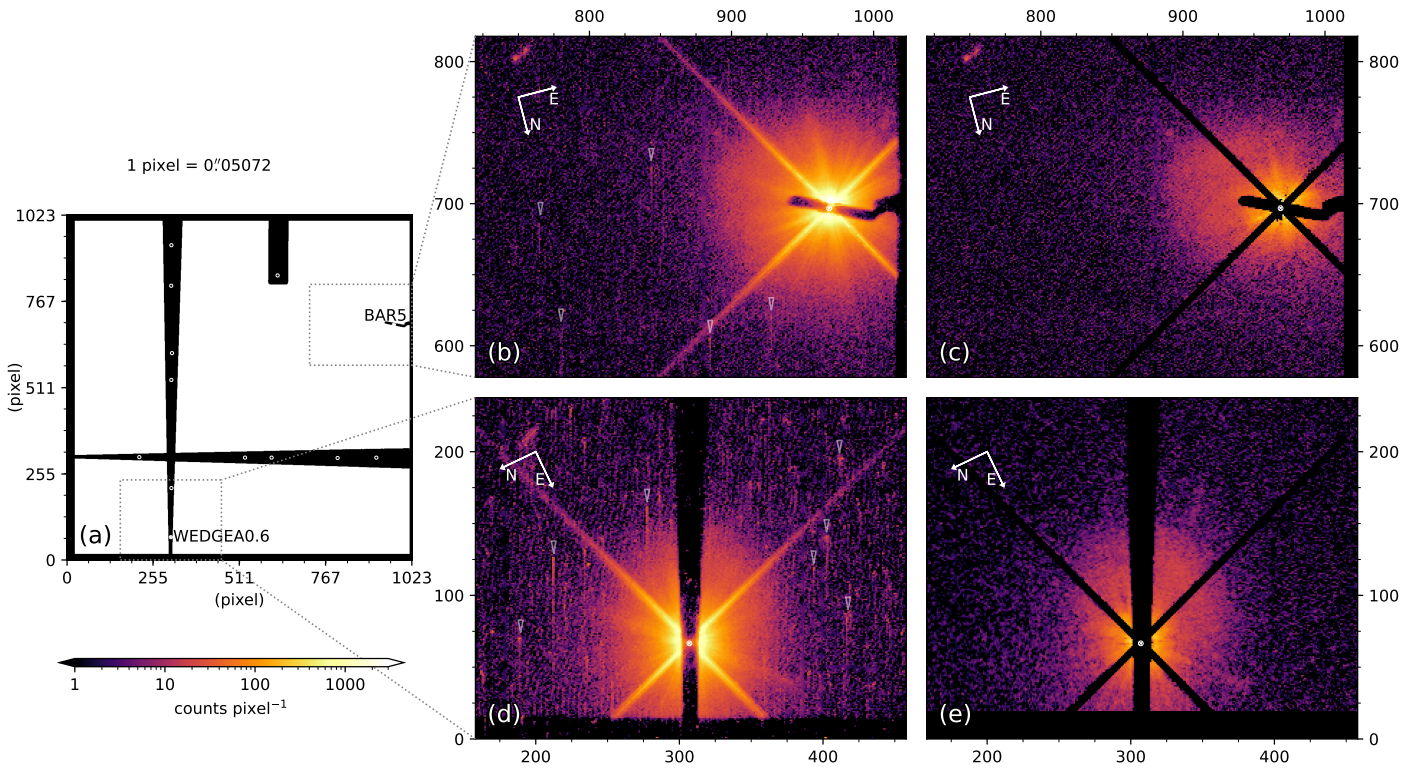 800 900 1000
800 900 1000
800
700
600
E
N
(b)
E
N
(c)
800
700
600
1 pixel = 0.″05072
1023
767
511
255
0
(pixel)
BAR5
WEDGEA0.6
(a)
0 255 511 767 1023
(pixel)
1 10 100 1000
counts pixel⁻¹
200
100
0
N
E
(d)
200 300 400
N
E
(e)
200 300 400
200
100
0